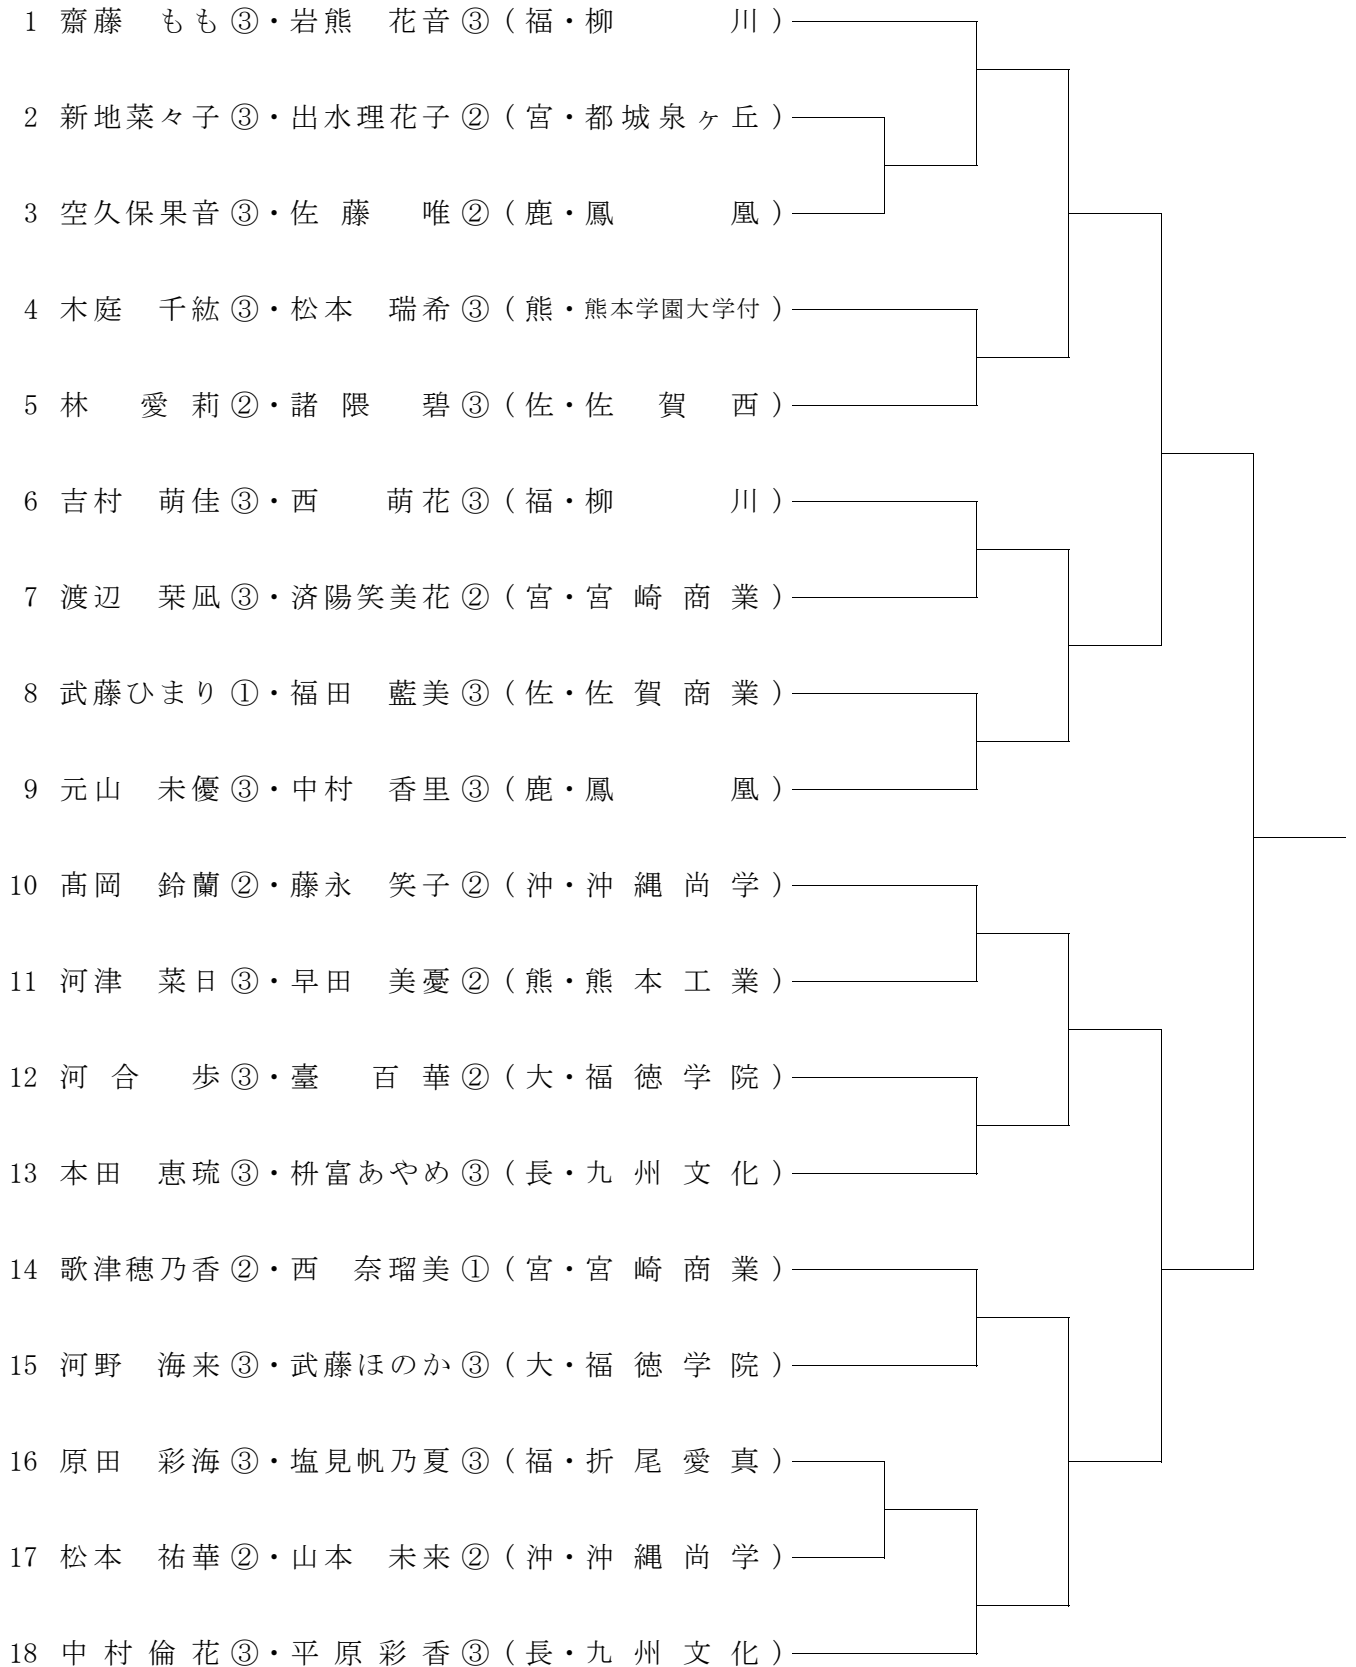 1 齋藤 もも③・岩熊 花音③(福・柳 川)
2 新地菜々子③・出水理花子②(宮・都城泉ヶ丘)
3 空久保果音③・佐藤 唯②(鹿・鳳 凰)
4 木庭 千紘③・松本 瑞希③(熊・熊本学園大学付)
5 林 愛莉②・諸隈 碧③(佐・佐 賀 西)
6 吉村 萌佳③・西 萌花③(福・柳 川)
7 渡辺 栞凪③・済陽笑美花②(宮・宮崎商業)
8 武藤ひまり①・福田 藍美③(佐・佐賀商業)
9 元山 未優③・中村 香里③(鹿・鳳 凰)
10 髙岡 鈴蘭②・藤永 笑子②(沖・沖縄尚学)
11 河津 菜日③・早田 美憂②(熊・熊本工業)
12 河合 歩③・臺 百華②(大・福徳学院)
13 本田 恵琉③・枡富あやめ③(長・九州文化)
14 歌津穂乃香②・西 奈瑠美①(宮・宮崎商業)
15 河野 海来③・武藤ほのか③(大・福徳学院)
16 原田 彩海③・塩見帆乃夏③(福・折尾愛真)
17 松本 祐華②・山本 未来②(沖・沖縄尚学)
18 中村倫花③・平原彩香③(長・九州文化)